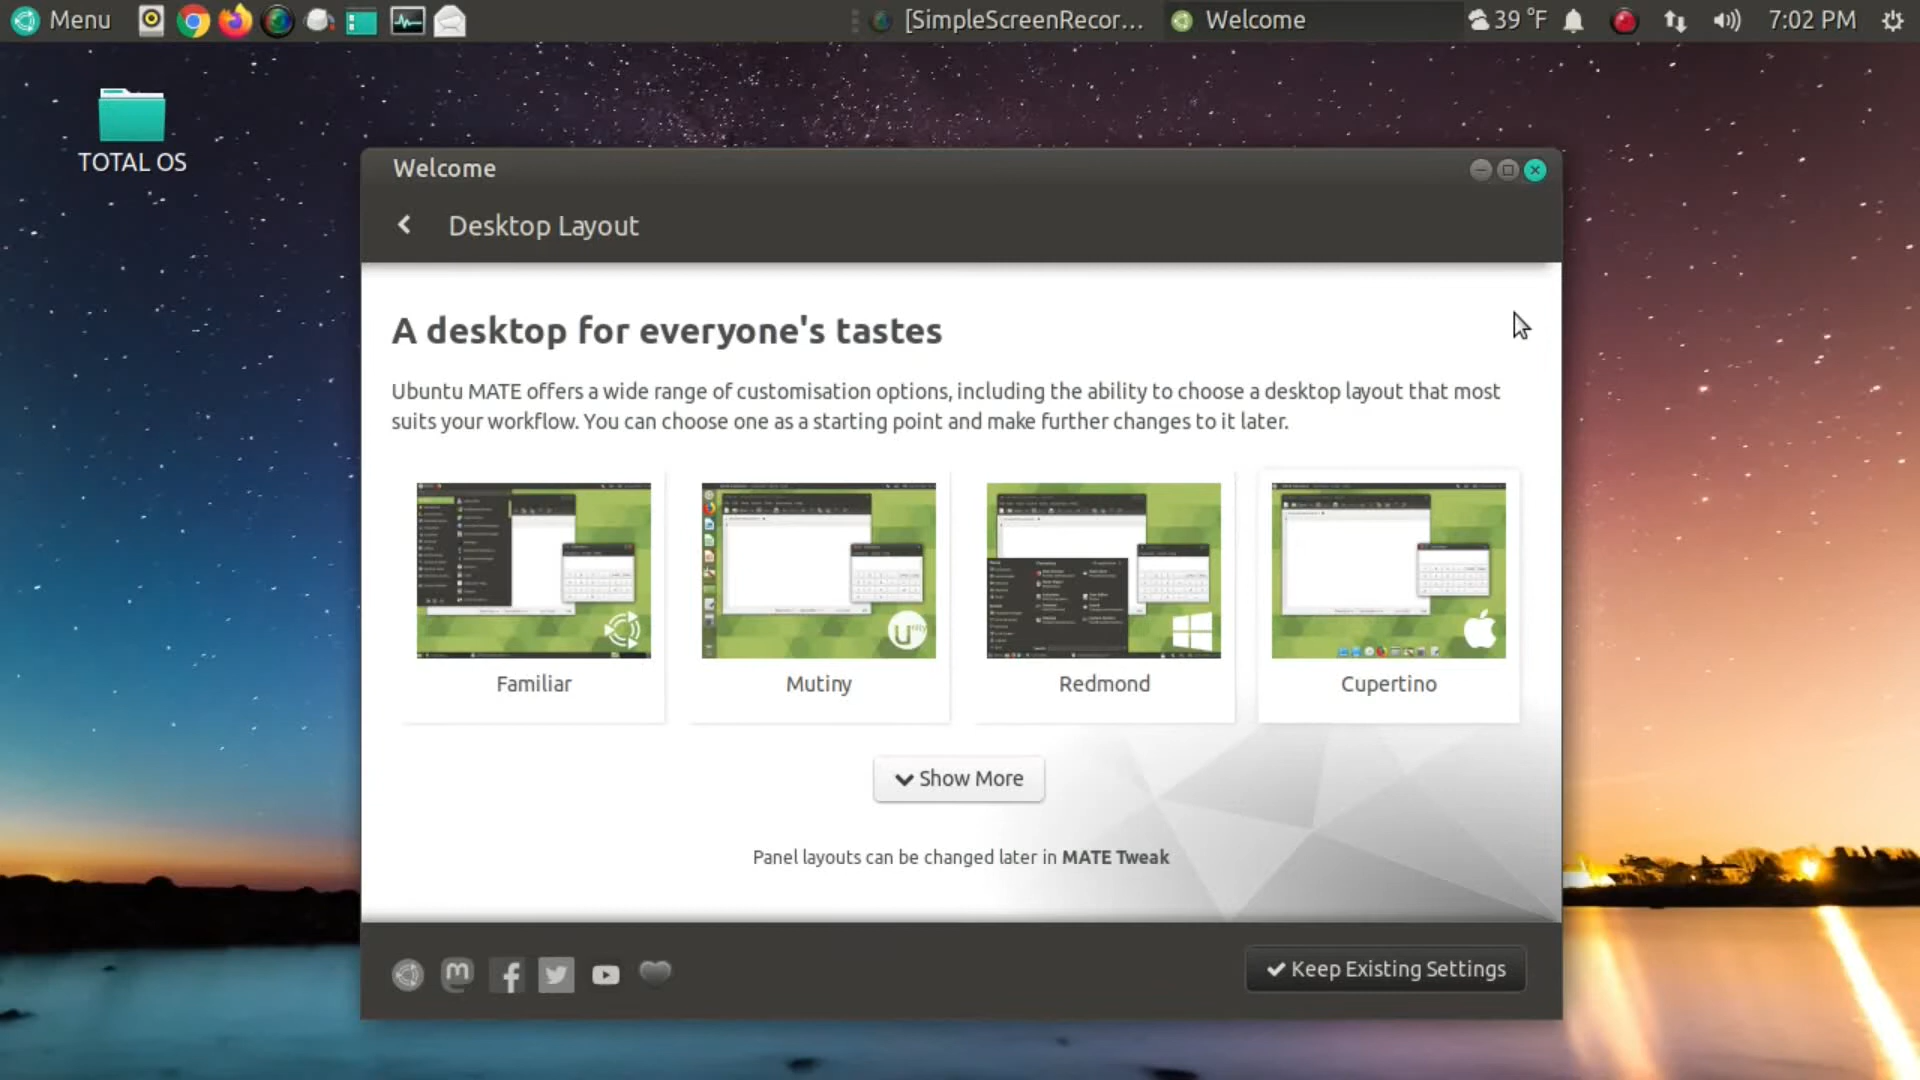 Menu
[SimpleScreenRecor...
Welcome
39 °F
7:02 PM
TOTAL OS
Welcome
Desktop Layout
A desktop for everyone's tastes
Ubuntu MATE offers a wide range of customisation options, including the ability to choose a desktop layout that most
suits your workflow. You can choose one as a starting point and make further changes to it later.
Familiar
Mutiny
Redmond
Cupertino
Show More
Panel layouts can be changed later in MATE Tweak
Keep Existing Settings